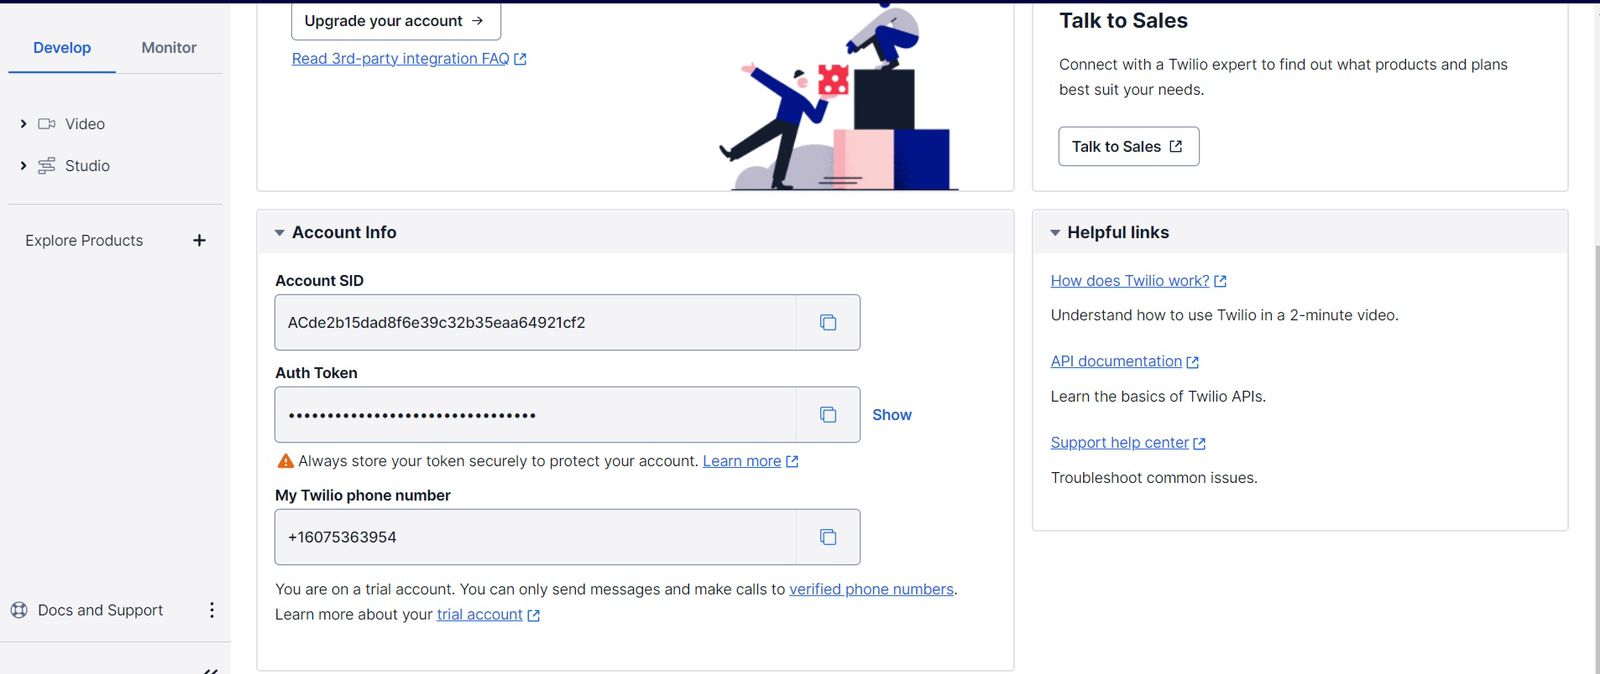 Develop
Monitor
Video
Studio
Explore Products
Docs and Support
Upgrade your account →
Read 3rd-party integration FAQ
Talk to Sales
Connect with a Twilio expert to find out what products and plans
best suit your needs.
Talk to Sales
Account Info
Account SID
ACde2b15dad8f6e39c32b35eaa64921cf2
Auth Token
••••••••••••••••••••••••••••••••
Show
Always store your token securely to protect your account. Learn more
My Twilio phone number
+16075363954
You are on a trial account. You can only send messages and make calls to verified phone numbers.
Learn more about your trial account
Helpful links
How does Twilio work?
Understand how to use Twilio in a 2-minute video.
API documentation
Learn the basics of Twilio APIs.
Support help center
Troubleshoot common issues.